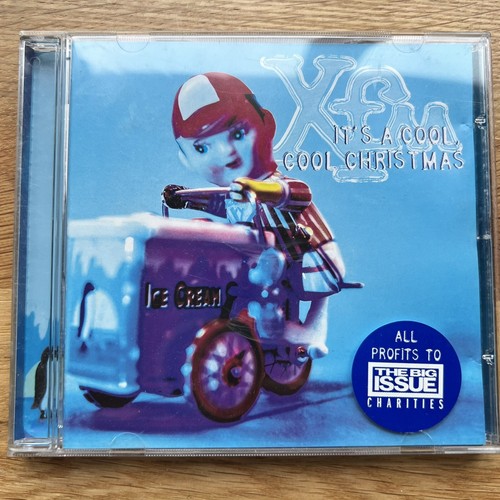 Xfm
IT'S A COOL,
COOL CHRISTMAS
ICE CREAM
ALL
PROFITS TO
THE BIG
ISSUE
CHARITIES